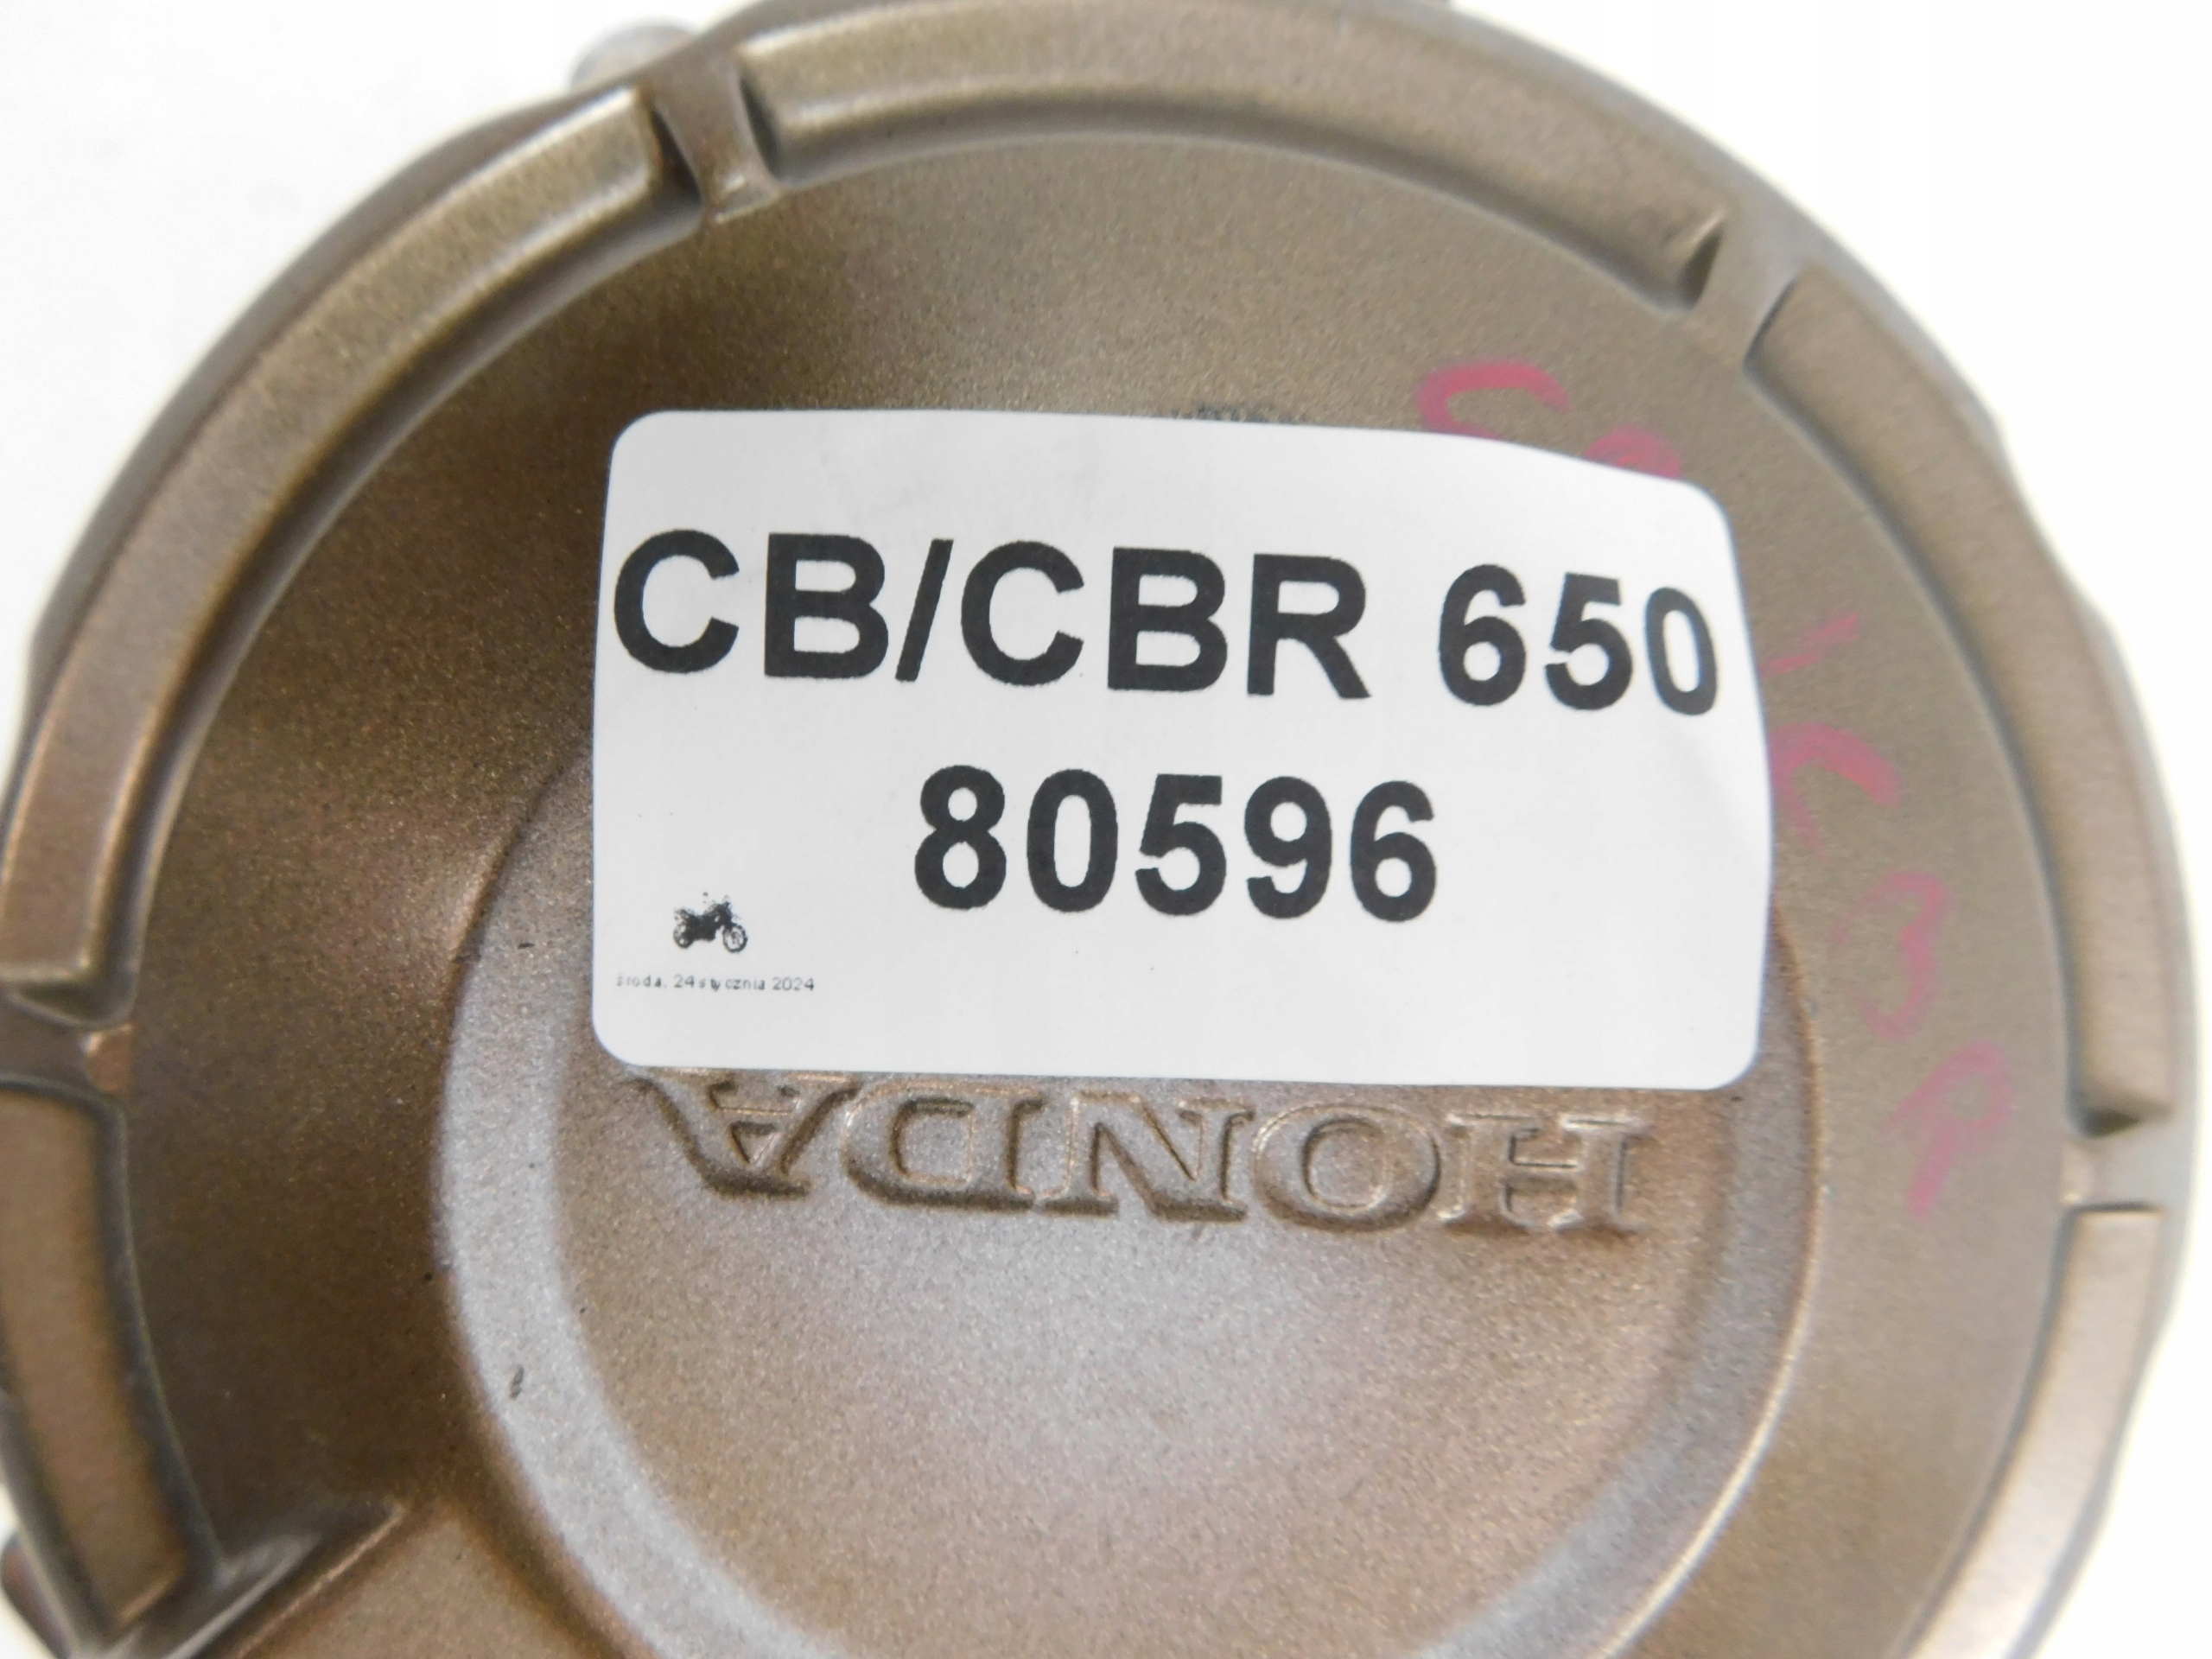 CB/CBR 650
80596
środa, 24 stycznia 2024
HONDA